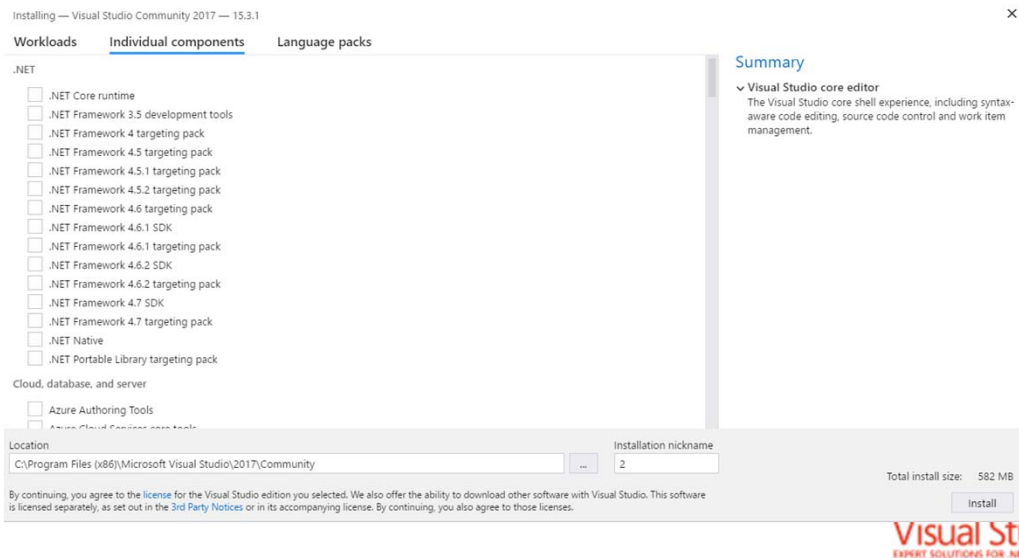 Installing — Visual Studio Community 2017 — 15.3.1
Workloads Individual components Language packs
.NET
.NET Core runtime
.NET Framework 3.5 development tools
.NET Framework 4 targeting pack
.NET Framework 4.5 targeting pack
.NET Framework 4.5.1 targeting pack
.NET Framework 4.5.2 targeting pack
.NET Framework 4.6 targeting pack
.NET Framework 4.6.1 SDK
.NET Framework 4.6.1 targeting pack
.NET Framework 4.6.2 SDK
.NET Framework 4.6.2 targeting pack
.NET Framework 4.7 SDK
.NET Framework 4.7 targeting pack
.NET Native
.NET Portable Library targeting pack
Cloud, database, and server
Azure Authoring Tools
Azure Cloud Services core tools
Summary
Visual Studio core editor
The Visual Studio core shell experience, including syntax-
aware code editing, source code control and work item
management.
Location
C:\Program Files (x86)\Microsoft Visual Studio\2017\Community
...
Installation nickname
2
Total install size: 582 MB
By continuing, you agree to the license for the Visual Studio edition you selected. We also offer the ability to download other software with Visual Studio. This software
is licensed separately, as set out in the 3rd Party Notices or in its accompanying license. By continuing, you also agree to those licenses.
Install
Visual St
EXPERT SOLUTIONS FOR .N